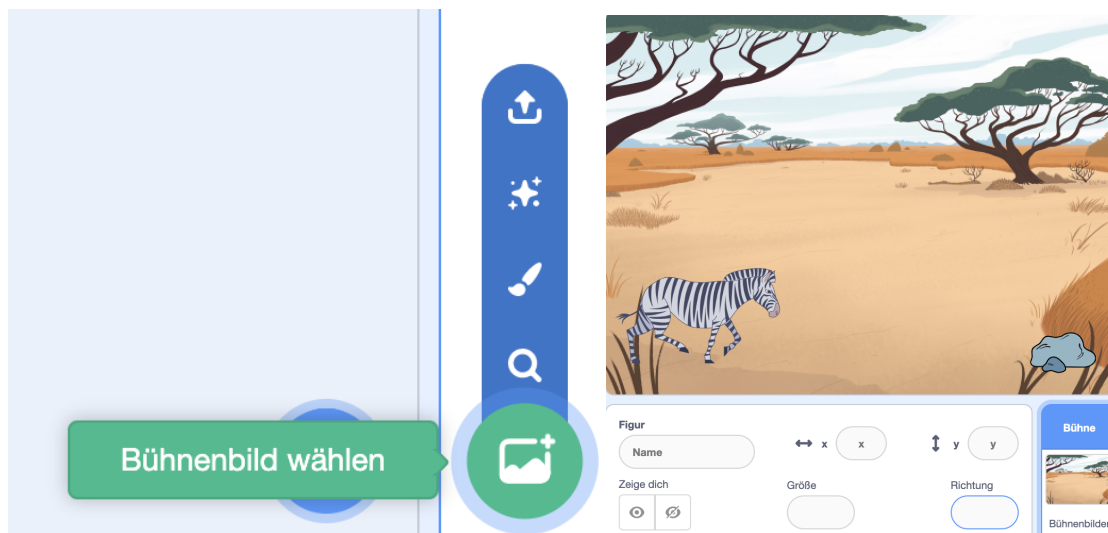 Bühnenbild wählen
Figur
Name
x
x
y
y
Zeige dich
Größe
Richtung
Bühne
Bühnenbilder